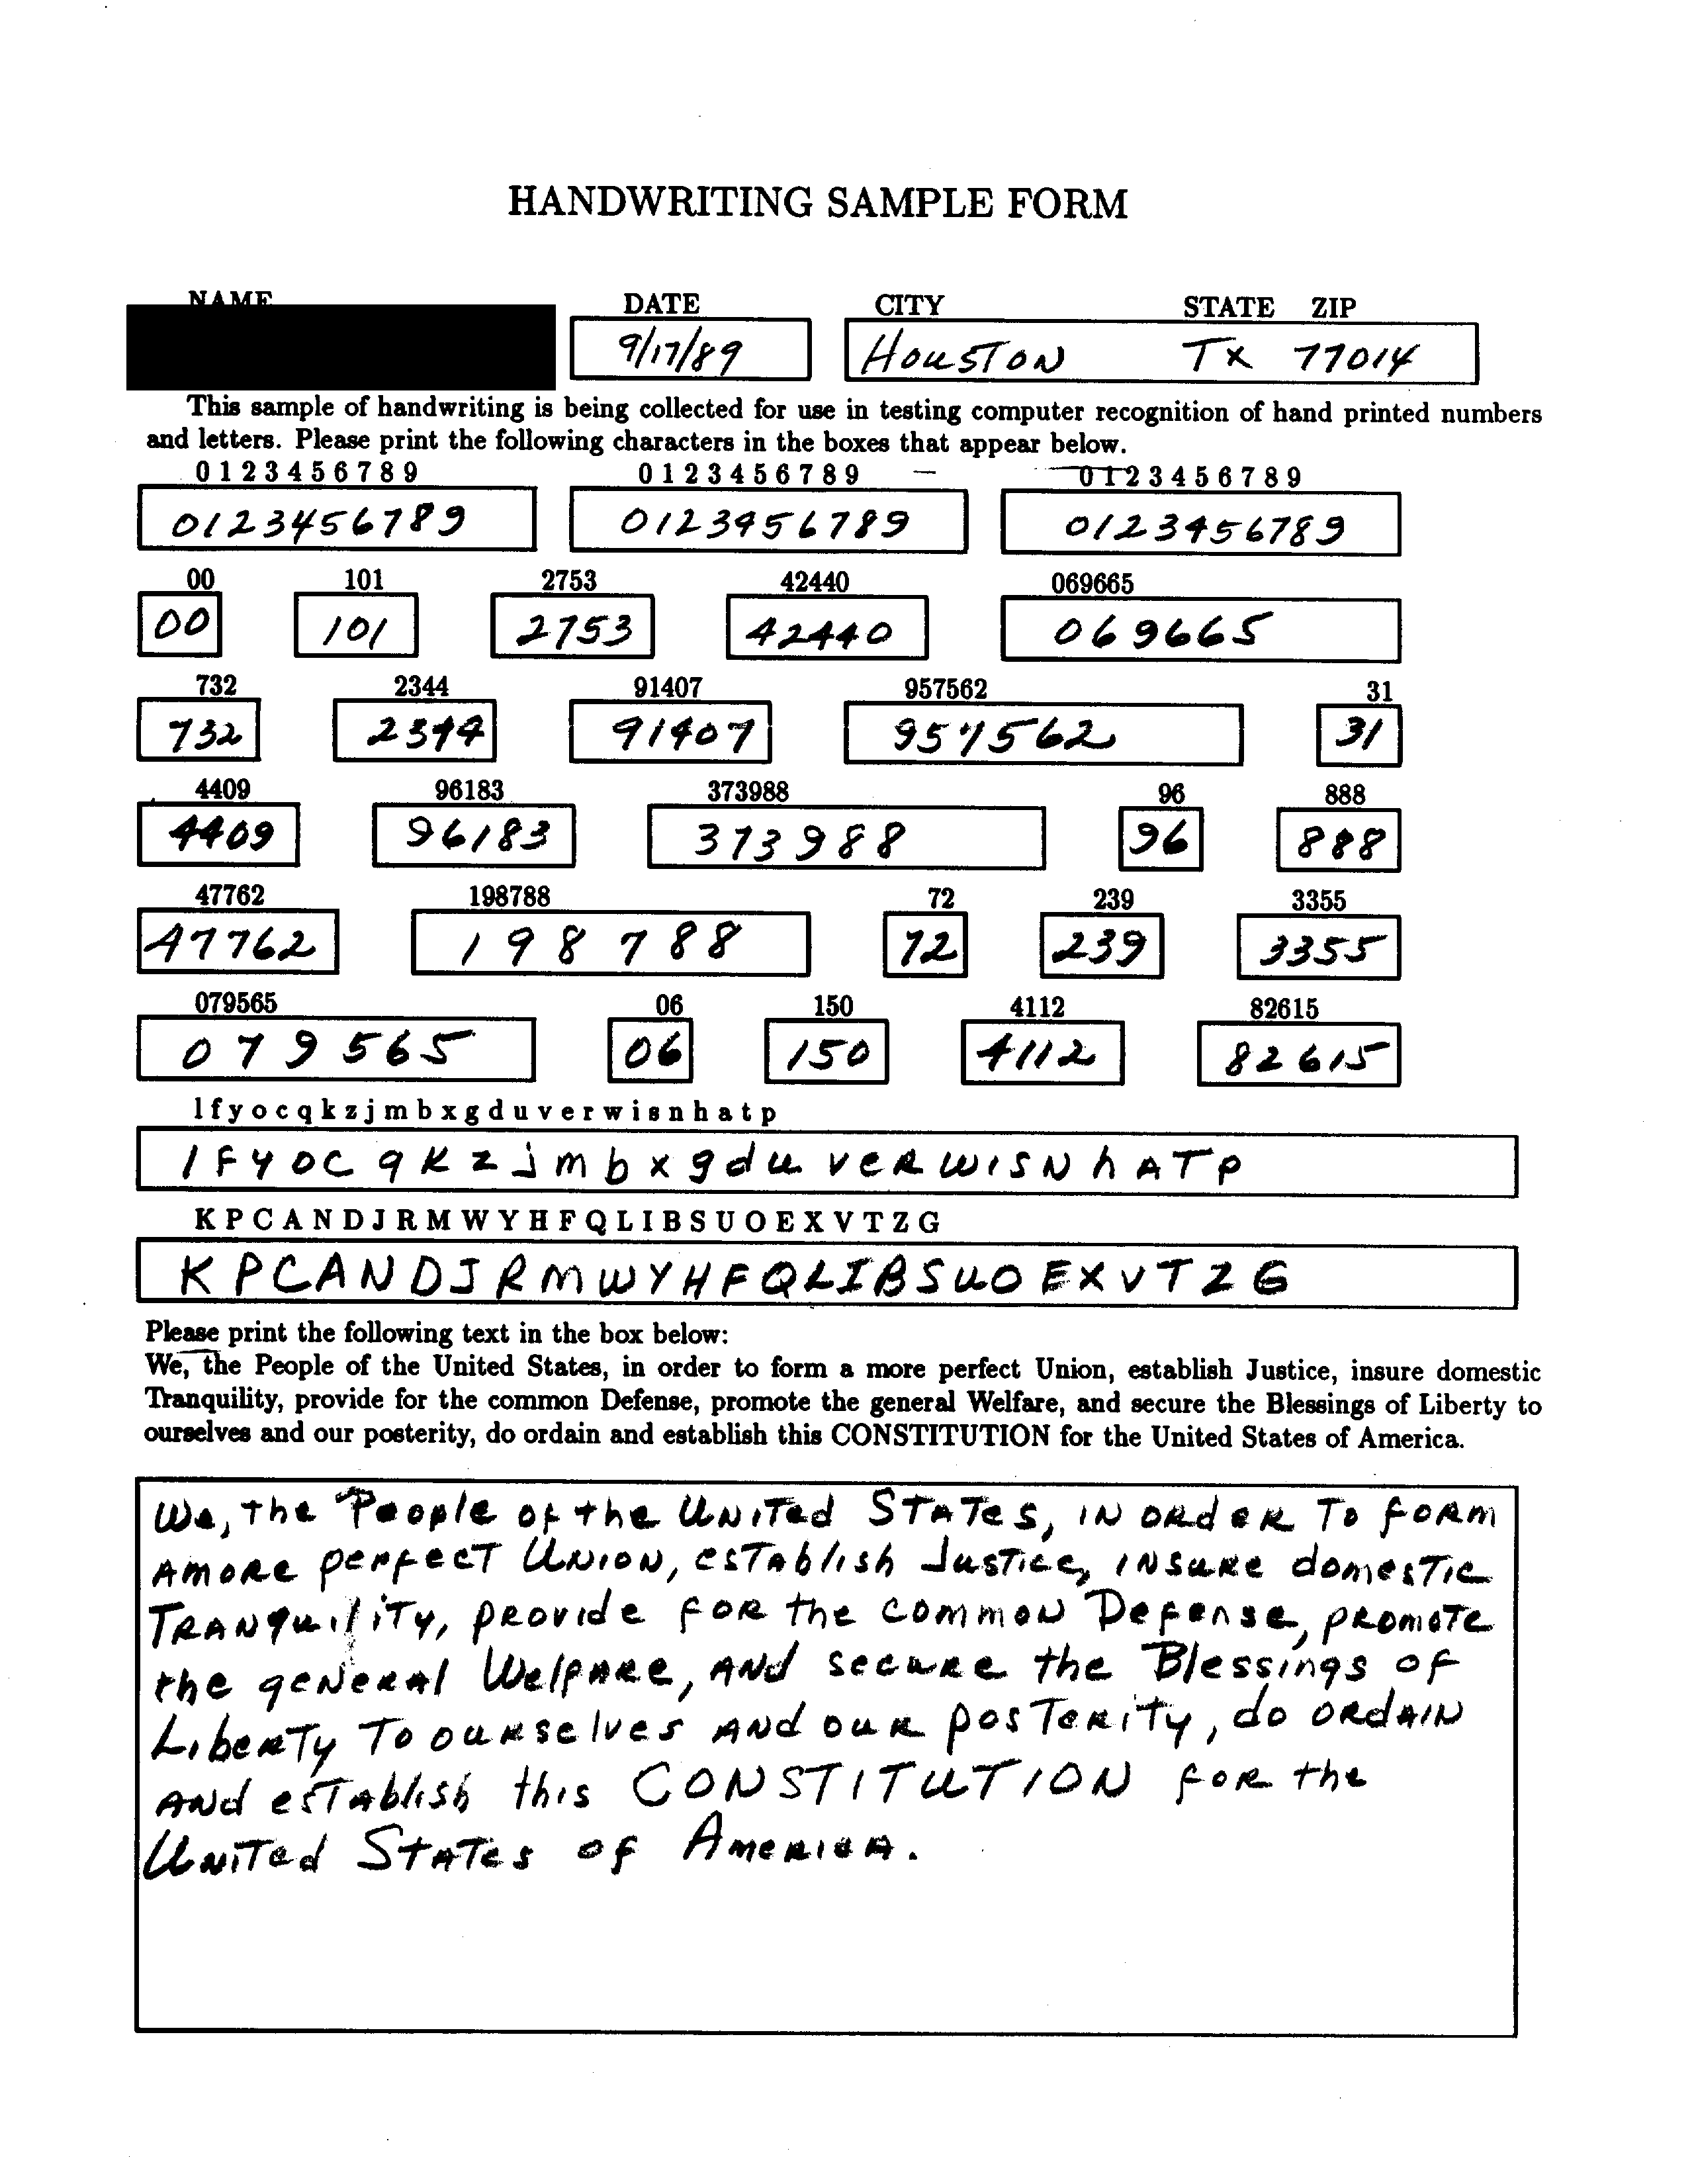 HANDWRITING SAMPLE FORM
NAME DATE CITY STATE ZIP
9/17/89 Houston TX 77014
This sample of handwriting is being collected for use in testing computer recognition of hand printed numbers
and letters. Please print the following characters in the boxes that appear below.
0 1 2 3 4 5 6 7 8 9 0 1 2 3 4 5 6 7 8 9 0 1 2 3 4 5 6 7 8 9
0123456789 0123456789 0123456789
00 101 2753 42440 069665
00 101 2753 42440 069665
732 2344 91407 957562 31
732 2344 91407 957562 31
4409 96183 373988 96 888
4409 96183 373988 96 888
47762 198788 72 239 3355
47762 198788 72 239 3355
079565 06 150 4112 82615
079565 06 150 4112 82615
l f y o c q k z j m b x g d u v e r w i s n h a t p
l F y O C q K z j m b x g d u v e R W I S N h A T p
K P C A N D J R M W Y H F Q L I B S U O E X V T Z G
K P C A N D J R M W Y H F Q L I B S U O E X V T Z G
Please print the following text in the box below:
We, the People of the United States, in order to form a more perfect Union, establish Justice, insure domestic
Tranquility, provide for the common Defense, promote the general Welfare, and secure the Blessings of Liberty to
ourselves and our posterity, do ordain and establish this CONSTITUTION for the United States of America.
We, the People of the United States, in order to form
a more perfect Union, establish Justice, insure domestic
Tranquility, provide for the common Defense, promote
the general Welfare, and secure the Blessings of
Liberty to ourselves and our posterity, do ordain
and establish this CONSTITUTION for the
United States of America.